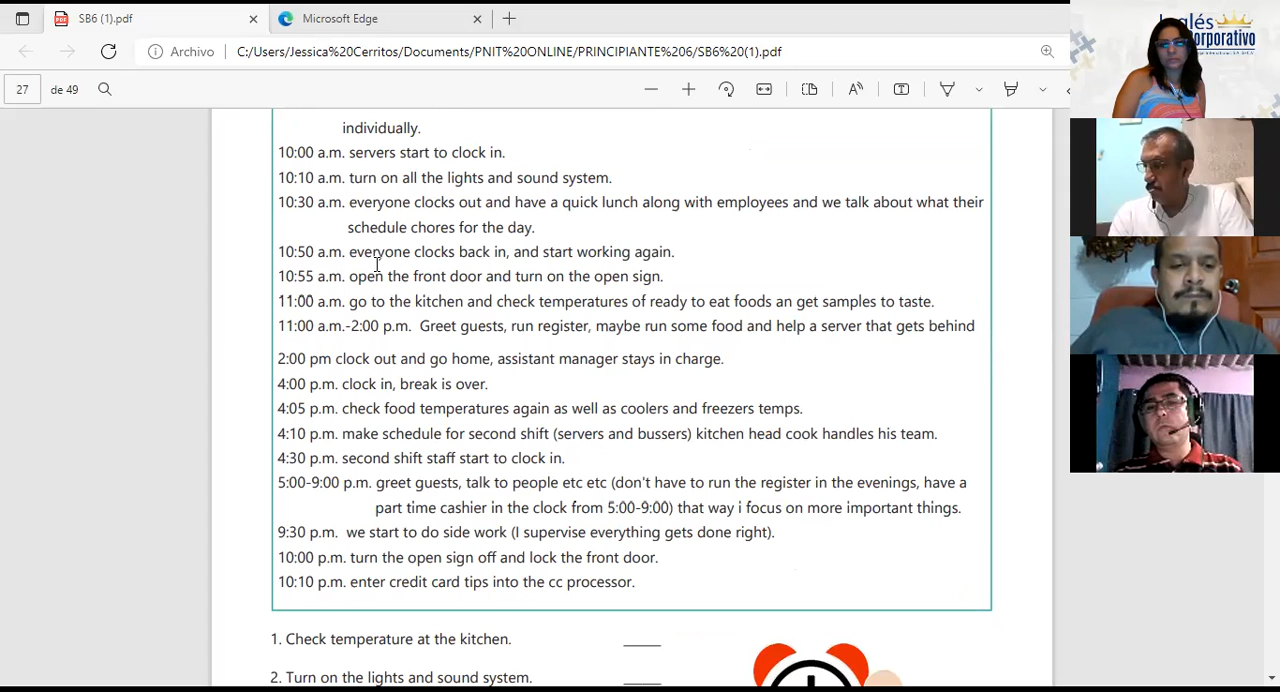 SB6 (1).pdf
Microsoft Edge
Archivo
C:/Users/Jessica%20Cerritos/Documents/PNIT%20ONLINE/PRINCIPIANTE%206/SB6%20(1).pdf
27 de 49
Inglés
corporativo
individually.
10:00 a.m. servers start to clock in.
10:10 a.m. turn on all the lights and sound system.
10:30 a.m. everyone clocks out and have a quick lunch along with employees and we talk about what their
schedule chores for the day.
10:50 a.m. everyone clocks back in, and start working again.
10:55 a.m. open the front door and turn on the open sign.
11:00 a.m. go to the kitchen and check temperatures of ready to eat foods an get samples to taste.
11:00 a.m.-2:00 p.m. Greet guests, run register, maybe run some food and help a server that gets behind
2:00 pm clock out and go home, assistant manager stays in charge.
4:00 p.m. clock in, break is over.
4:05 p.m. check food temperatures again as well as coolers and freezers temps.
4:10 p.m. make schedule for second shift (servers and bussers) kitchen head cook handles his team.
4:30 p.m. second shift staff start to clock in.
5:00-9:00 p.m. greet guests, talk to people etc etc (don't have to run the register in the evenings, have a
part time cashier in the clock from 5:00-9:00) that way i focus on more important things.
9:30 p.m. we start to do side work (I supervise everything gets done right).
10:00 p.m. turn the open sign off and lock the front door.
10:10 p.m. enter credit card tips into the cc processor.
1. Check temperature at the kitchen.
2. Turn on the lights and sound system.